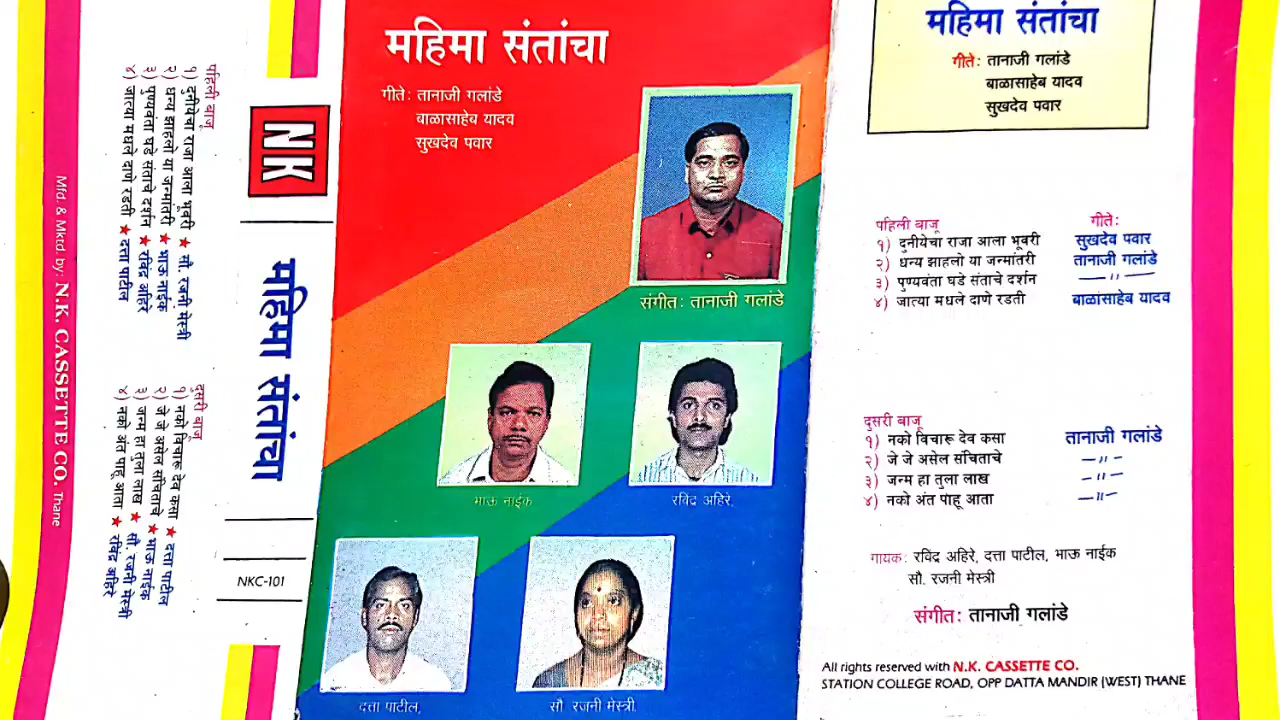 पहिली बाजू
१) दुनीयेचा राजा आला भूवरी ★ सौ. रजनी मेस्त्री
२) धन्य झाहलो या जन्मांतरी ★ भाऊ नाईक
३) पुण्यवंता घडे संताचे दर्शन ★ रविंद्र अहिरे
४) जात्या मधले दाणे रडती ★ दत्ता पाटील
दुसरी बाजू
१) नको विचारू देव कसा ★ दत्ता पाटील
२) जे जे असेल संचिताचे ★ भाऊ नाईक
३) जन्म हा तुला लाख ★ सौ. रजनी मेस्त्री
४) नको अंत पाहू आता ★ रविंद्र अहिरे
Mfd. & Mktd. by: N.K. CASSETTE CO. Thane
NK
महिमा संतांचा
NKC-101
महिमा संतांचा
गीते: तानाजी गलांडे
बाळासाहेब यादव
सुखदेव पवार
संगीत: तानाजी गलांडे
भाऊ नाईक
रविंद्र अहिरे.
दत्ता पाटील,
सौ. रजनी मेस्त्री.
महिमा संतांचा
गीते: तानाजी गलांडे
बाळासाहेब यादव
सुखदेव पवार
पहिली बाजू गीते:
१) दुनीयेचा राजा आला भूवरी सुखदेव पवार
२) धन्य झाहलो या जन्मांतरी तानाजी गलांडे
३) पुण्यवंता घडे संताचे दर्शन —〃—
४) जात्या मधले दाणे रडती बाळासाहेब यादव
दुसरी बाजू
१) नको विचारू देव कसा तानाजी गलांडे
२) जे जे असेल संचिताचे —〃—
३) जन्म हा तुला लाख —〃—
४) नको अंत पाहू आता —〃—
गायक: रविंद्र अहिरे, दत्ता पाटील, भाऊ नाईक
सौ. रजनी मेस्त्री
संगीत: तानाजी गलांडे
All rights reserved with N.K. CASSETTE CO.
STATION COLLEGE ROAD, OPP DATTA MANDIR (WEST) THANE